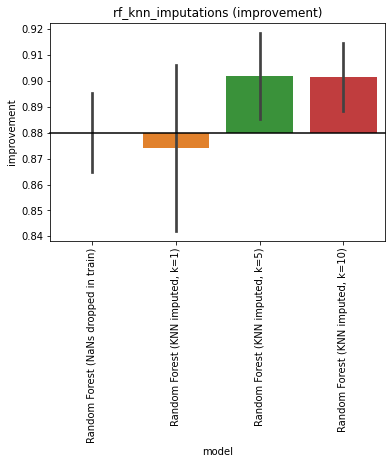 rf_knn_imputations (improvement)
improvement
0.92
0.91
0.90
0.89
0.88
0.87
0.86
0.85
0.84
Random Forest (NaNs dropped in train)
Random Forest (KNN imputed, k=1)
Random Forest (KNN imputed, k=5)
Random Forest (KNN imputed, k=10)
model